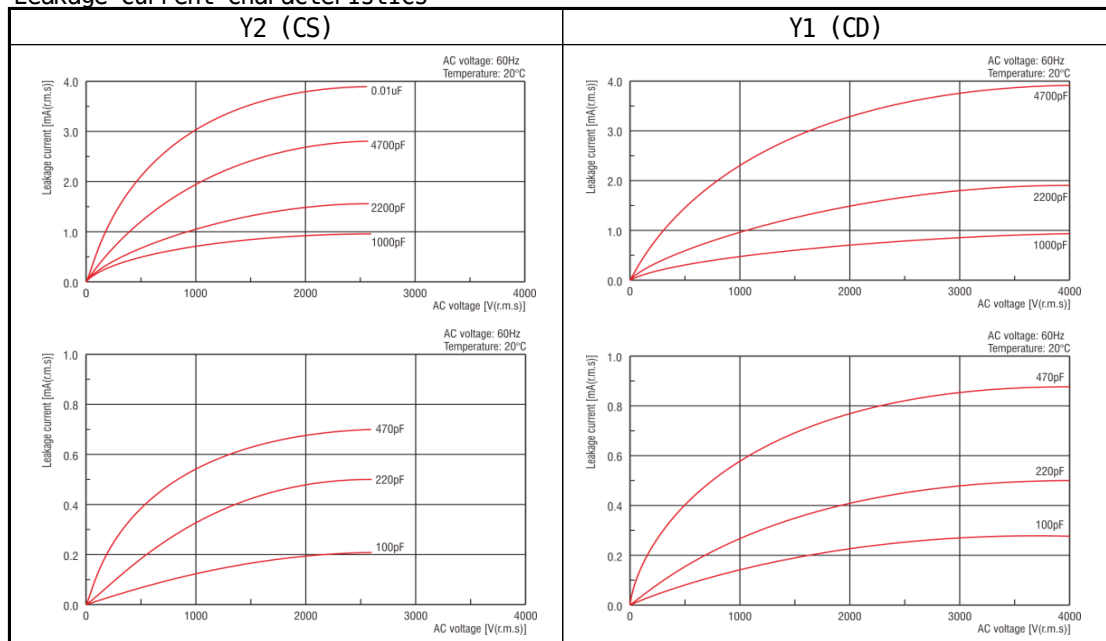 Leakage current characteristics
Y2 (CS)
Y1 (CD)
AC voltage: 60Hz
Temperature: 20°C
Leakage current [mA(r.m.s)]
4.0
3.0
2.0
1.0
0.0
0.01uF
4700pF
2200pF
1000pF
0 1000 2000 3000 4000
AC voltage [V(r.m.s)]
AC voltage: 60Hz
Temperature: 20°C
Leakage current [mA(r.m.s)]
4.0
3.0
2.0
1.0
0.0
4700pF
2200pF
1000pF
0 1000 2000 3000 4000
AC voltage [V(r.m.s)]
AC voltage: 60Hz
Temperature: 20°C
Leakage current [mA(r.m.s)]
1.0
0.8
0.6
0.4
0.2
0.0
470pF
220pF
100pF
0 1000 2000 3000 4000
AC voltage [V(r.m.s)]
AC voltage: 60Hz
Temperature: 20°C
Leakage current [mA(r.m.s)]
1.0
0.8
0.6
0.4
0.2
0.0
470pF
220pF
100pF
0 1000 2000 3000 4000
AC voltage [V(r.m.s)]